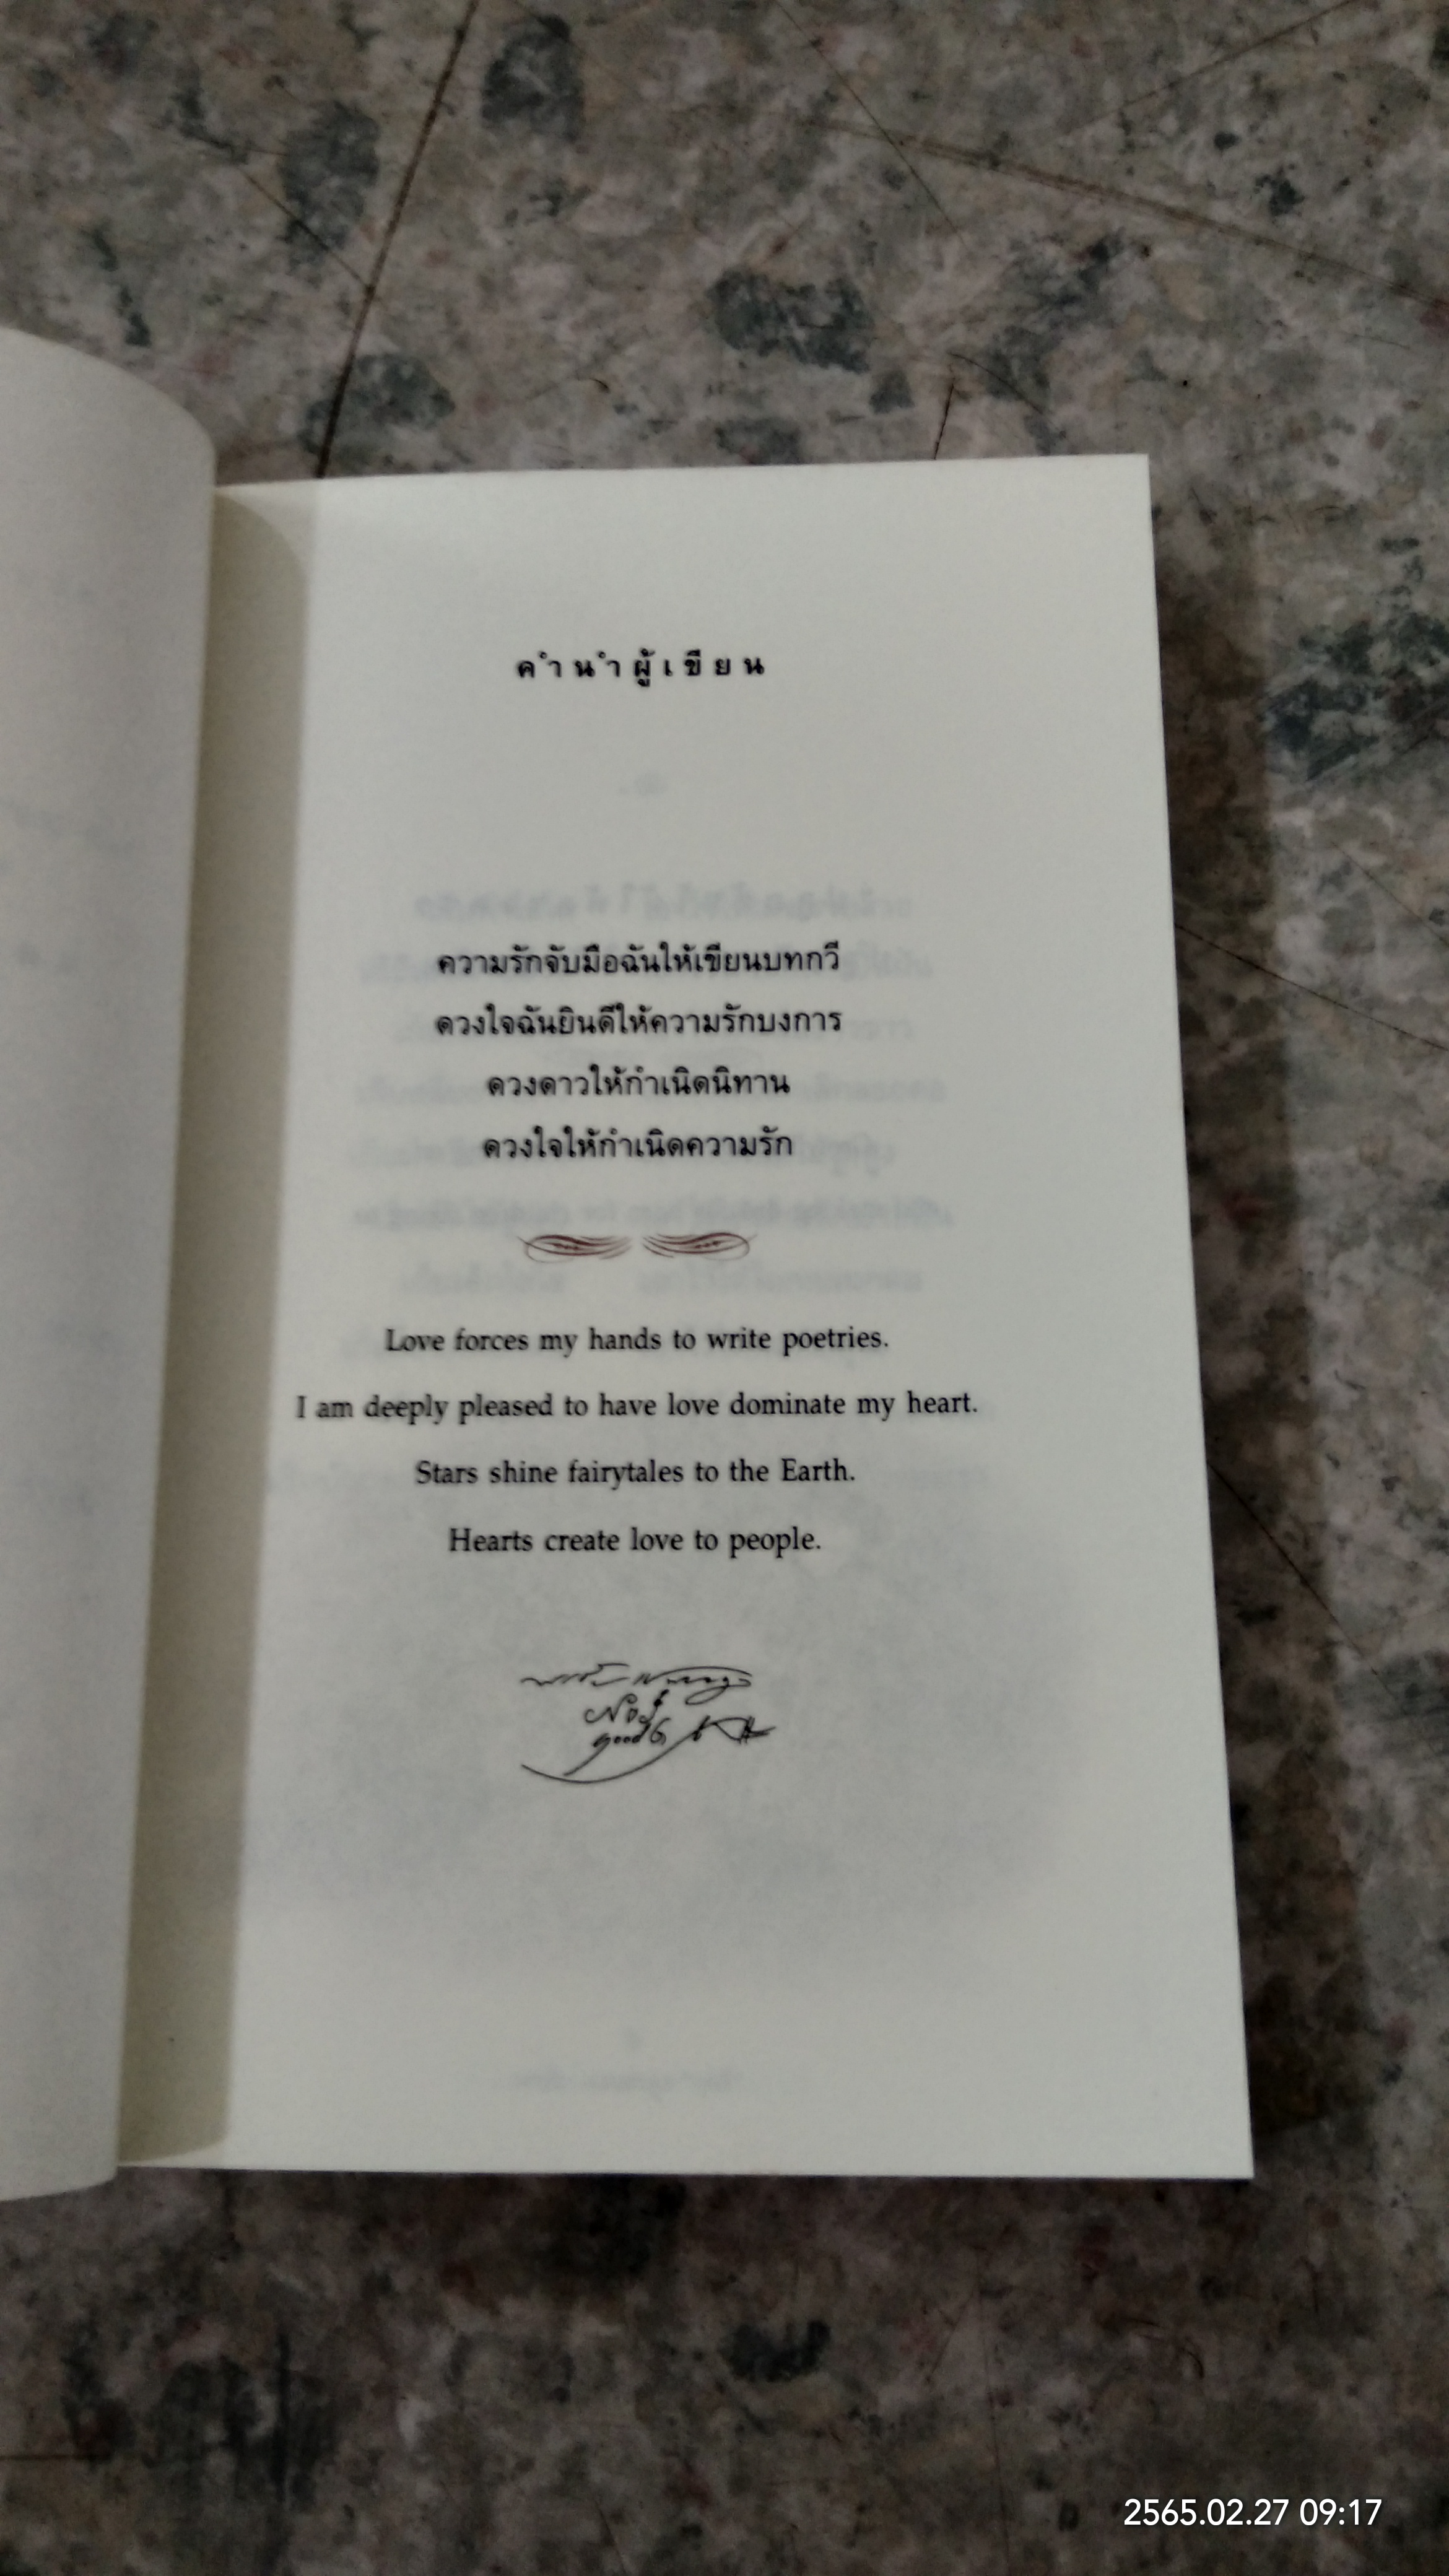 คำนำผู้เขียน
ความรักจับมือฉันให้เขียนบทกวี
ดวงใจฉันยินดีให้ความรักบงการ
ดวงดาวให้กำเนิดนิทาน
ดวงใจให้กำเนิดความรัก
Love forces my hands to write poetries.
I am deeply pleased to have love dominate my heart.
Stars shine fairytales to the Earth.
Hearts create love to people.
2565.02.27 09:17